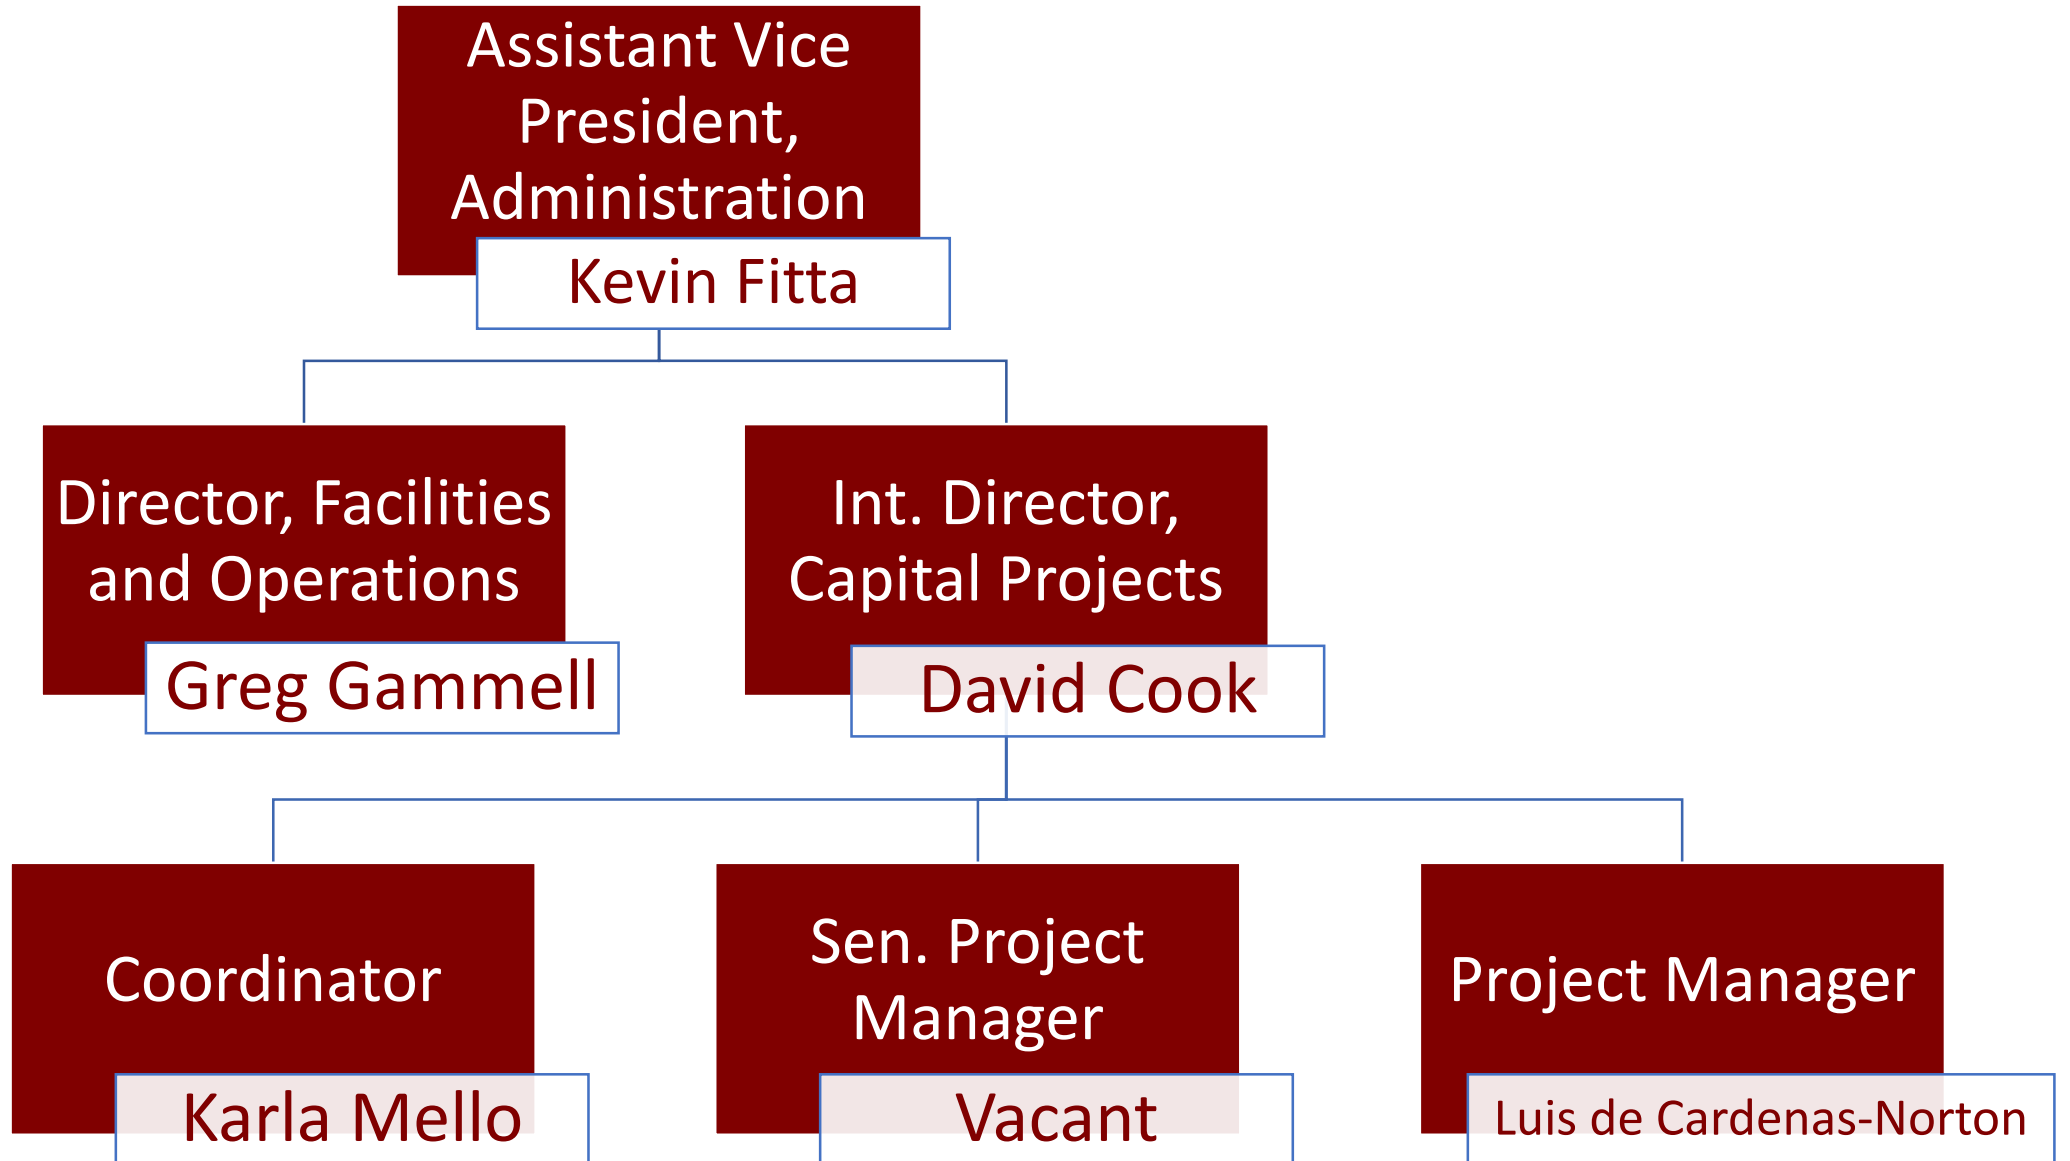 Assistant Vice
President,
Administration
Kevin Fitta
Director, Facilities
and Operations
Greg Gammell
Int. Director,
Capital Projects
David Cook
Coordinator
Karla Mello
Sen. Project
Manager
Vacant
Project Manager
Luis de Cardenas-Norton